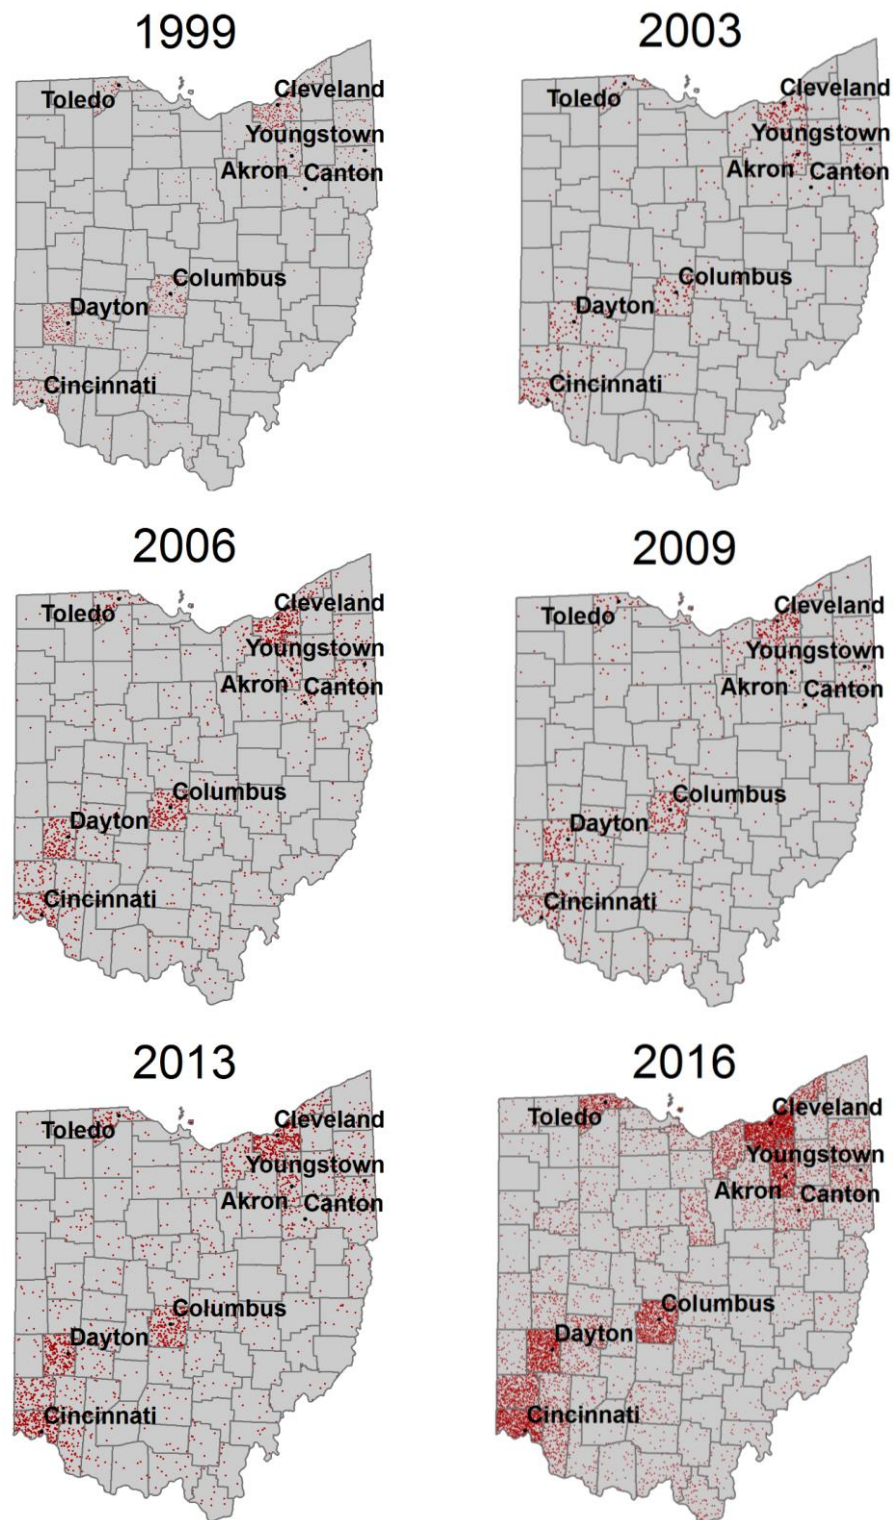 1999
Toledo
Cleveland
Youngstown
Akron
Canton
Columbus
Dayton
Cincinnati
2003
Toledo
Cleveland
Youngstown
Akron
Canton
Columbus
Dayton
Cincinnati
2006
Toledo
Cleveland
Youngstown
Akron
Canton
Columbus
Dayton
Cincinnati
2009
Toledo
Cleveland
Youngstown
Akron
Canton
Columbus
Dayton
Cincinnati
2013
Toledo
Cleveland
Youngstown
Akron
Canton
Columbus
Dayton
Cincinnati
2016
Toledo
Cleveland
Youngstown
Akron
Canton
Columbus
Dayton
Cincinnati